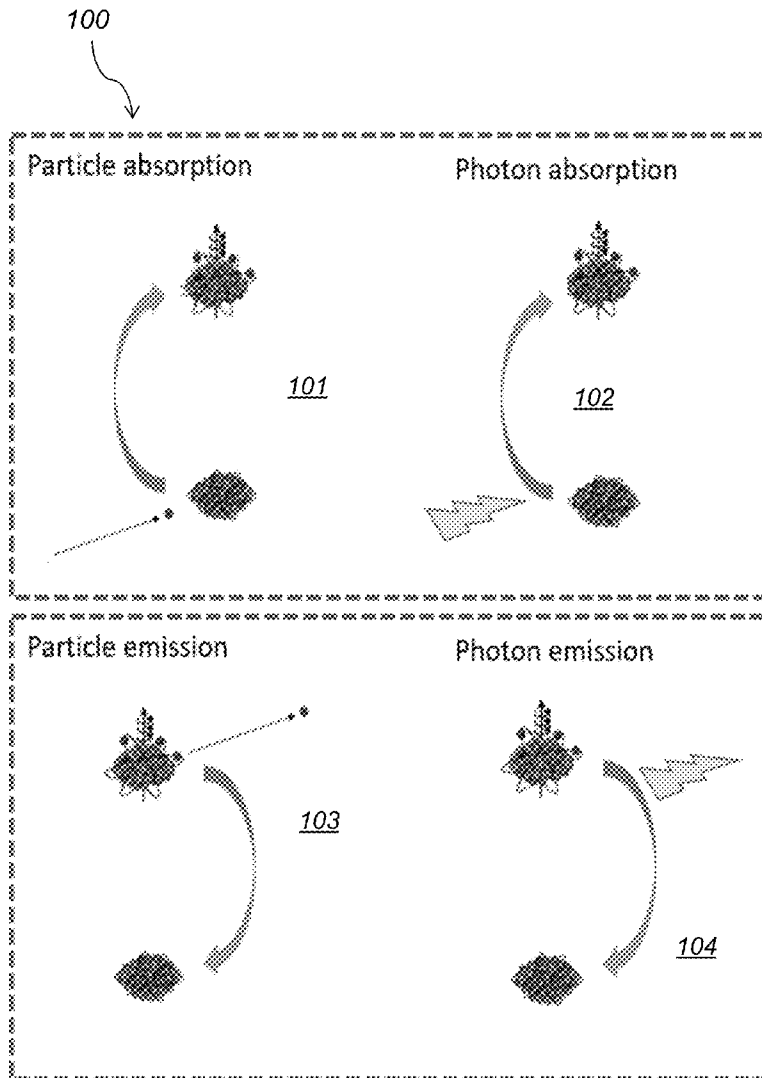 100
Particle absorption
Photon absorption
101
102
Particle emission
Photon emission
103
104